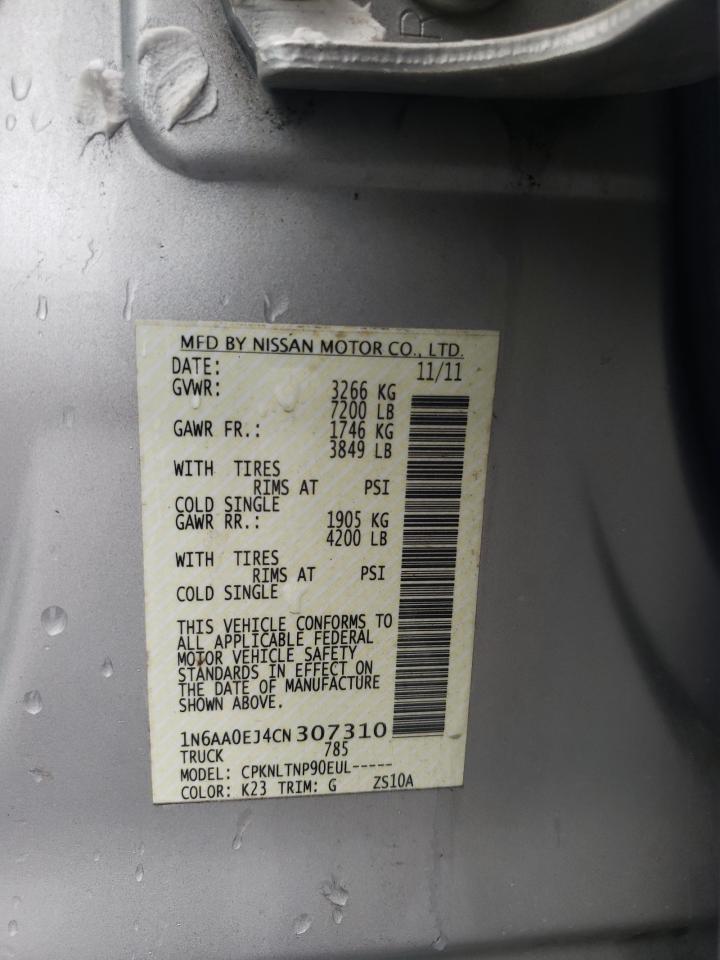 R
MFD BY NISSAN MOTOR CO., LTD.
DATE: 11/11
GVWR: 3266 KG
7200 LB
GAWR FR.: 1746 KG
3849 LB
WITH TIRES
RIMS AT PSI
COLD SINGLE
GAWR RR.: 1905 KG
4200 LB
WITH TIRES
RIMS AT PSI
COLD SINGLE
THIS VEHICLE CONFORMS TO
ALL APPLICABLE FEDERAL
MOTOR VEHICLE SAFETY
STANDARDS IN EFFECT ON
THE DATE OF MANUFACTURE
SHOWN ABOVE.
1N6AA0EJ4CN307310
TRUCK 785
MODEL: CPKNLTNP90EUL-----
COLOR: K23 TRIM: G ZS10A